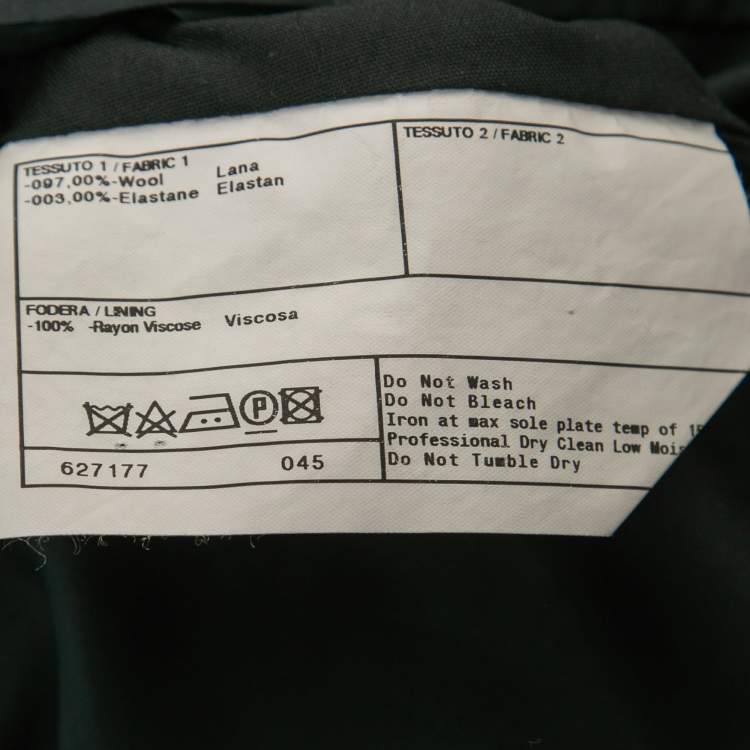 TESSUTO 1 / FABRIC 1
-097,00%-Wool Lana
-003,00%-Elastane Elastan
TESSUTO 2 / FABRIC 2
FODERA / LINING
-100% -Rayon Viscose Viscosa
P
627177 045
Do Not Wash
Do Not Bleach
Iron at max sole plate temp of
Professional Dry Clean Low
Do Not Tumble Dry